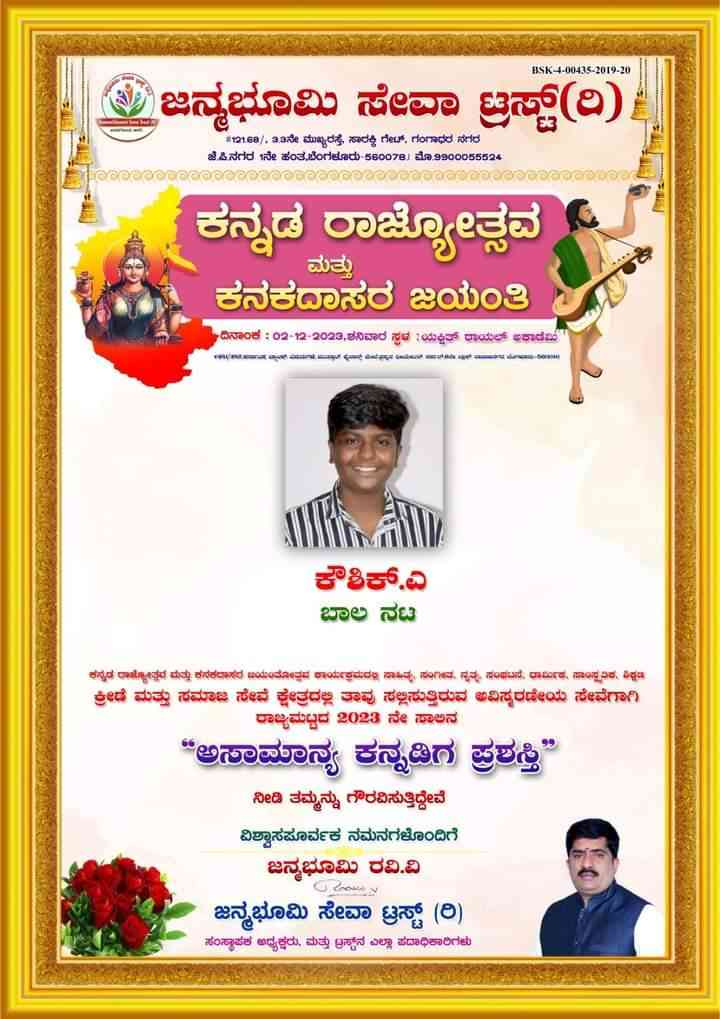 BSK-4-00435-2019-20
ಜನ್ಮಭೂಮಿ ಸೇವಾ ಟ್ರಸ್ಟ್(ರಿ)
#121.68/, 3.3ನೇ ಮುಖ್ಯರಸ್ತೆ, ಸಾರಕ್ಕಿ ಗೇಟ್, ಗಂಗಾಧರ ನಗರ
ಜೆ.ಪಿ.ನಗರ 1ನೇ ಹಂತ,ಬೆಂಗಳೂರು-560078. ಮೊ.9900055524
ಕನ್ನಡ ರಾಜ್ಯೋತ್ಸವ
ಮತ್ತು
ಕನಕದಾಸರ ಜಯಂತಿ
ದಿನಾಂಕ : 02-12-2023,ಶನಿವಾರ ಸ್ಥಳ :ಯಕ್ಷಿತ್ ರಾಯಲ್ ಅಕಾಡೆಮಿ
ಕೌಶಿಕ್.ಎ
ಬಾಲ ನಟ
ಕನ್ನಡ ರಾಜ್ಯೋತ್ಸವ ಮತ್ತು ಕನಕದಾಸರ ಜಯಂತೋತ್ಸವ ಕಾರ್ಯಕ್ರಮದಲ್ಲಿ ಸಾಹಿತ್ಯ, ಸಂಗೀತ, ನೃತ್ಯ, ಸಂಘಟನೆ, ಧಾರ್ಮಿಕ, ಸಾಂಸ್ಕೃತಿಕ, ಶಿಕ್ಷಣ
ಕ್ರೀಡೆ ಮತ್ತು ಸಮಾಜ ಸೇವೆ ಕ್ಷೇತ್ರದಲ್ಲಿ ತಾವು ಸಲ್ಲಿಸುತ್ತಿರುವ ಅವಿಸ್ಮರಣೀಯ ಸೇವೆಗಾಗಿ
ರಾಜ್ಯಮಟ್ಟದ 2023 ನೇ ಸಾಲಿನ
“ಅಸಾಮಾನ್ಯ ಕನ್ನಡಿಗ ಪ್ರಶಸ್ತಿ”
ನೀಡಿ ತಮ್ಮನ್ನು ಗೌರವಿಸುತ್ತಿದ್ದೇವೆ
ವಿಶ್ವಾಸಪೂರ್ವಕ ನಮನಗಳೊಂದಿಗೆ
ಜನ್ಮಭೂಮಿ ರವಿ.ವಿ
ಜನ್ಮಭೂಮಿ ಸೇವಾ ಟ್ರಸ್ಟ್ (ರಿ)
ಸಂಸ್ಥಾಪಕ ಅಧ್ಯಕ್ಷರು, ಮತ್ತು ಟ್ರಸ್ಟ್‌ನ ಎಲ್ಲಾ ಪದಾಧಿಕಾರಿಗಳು